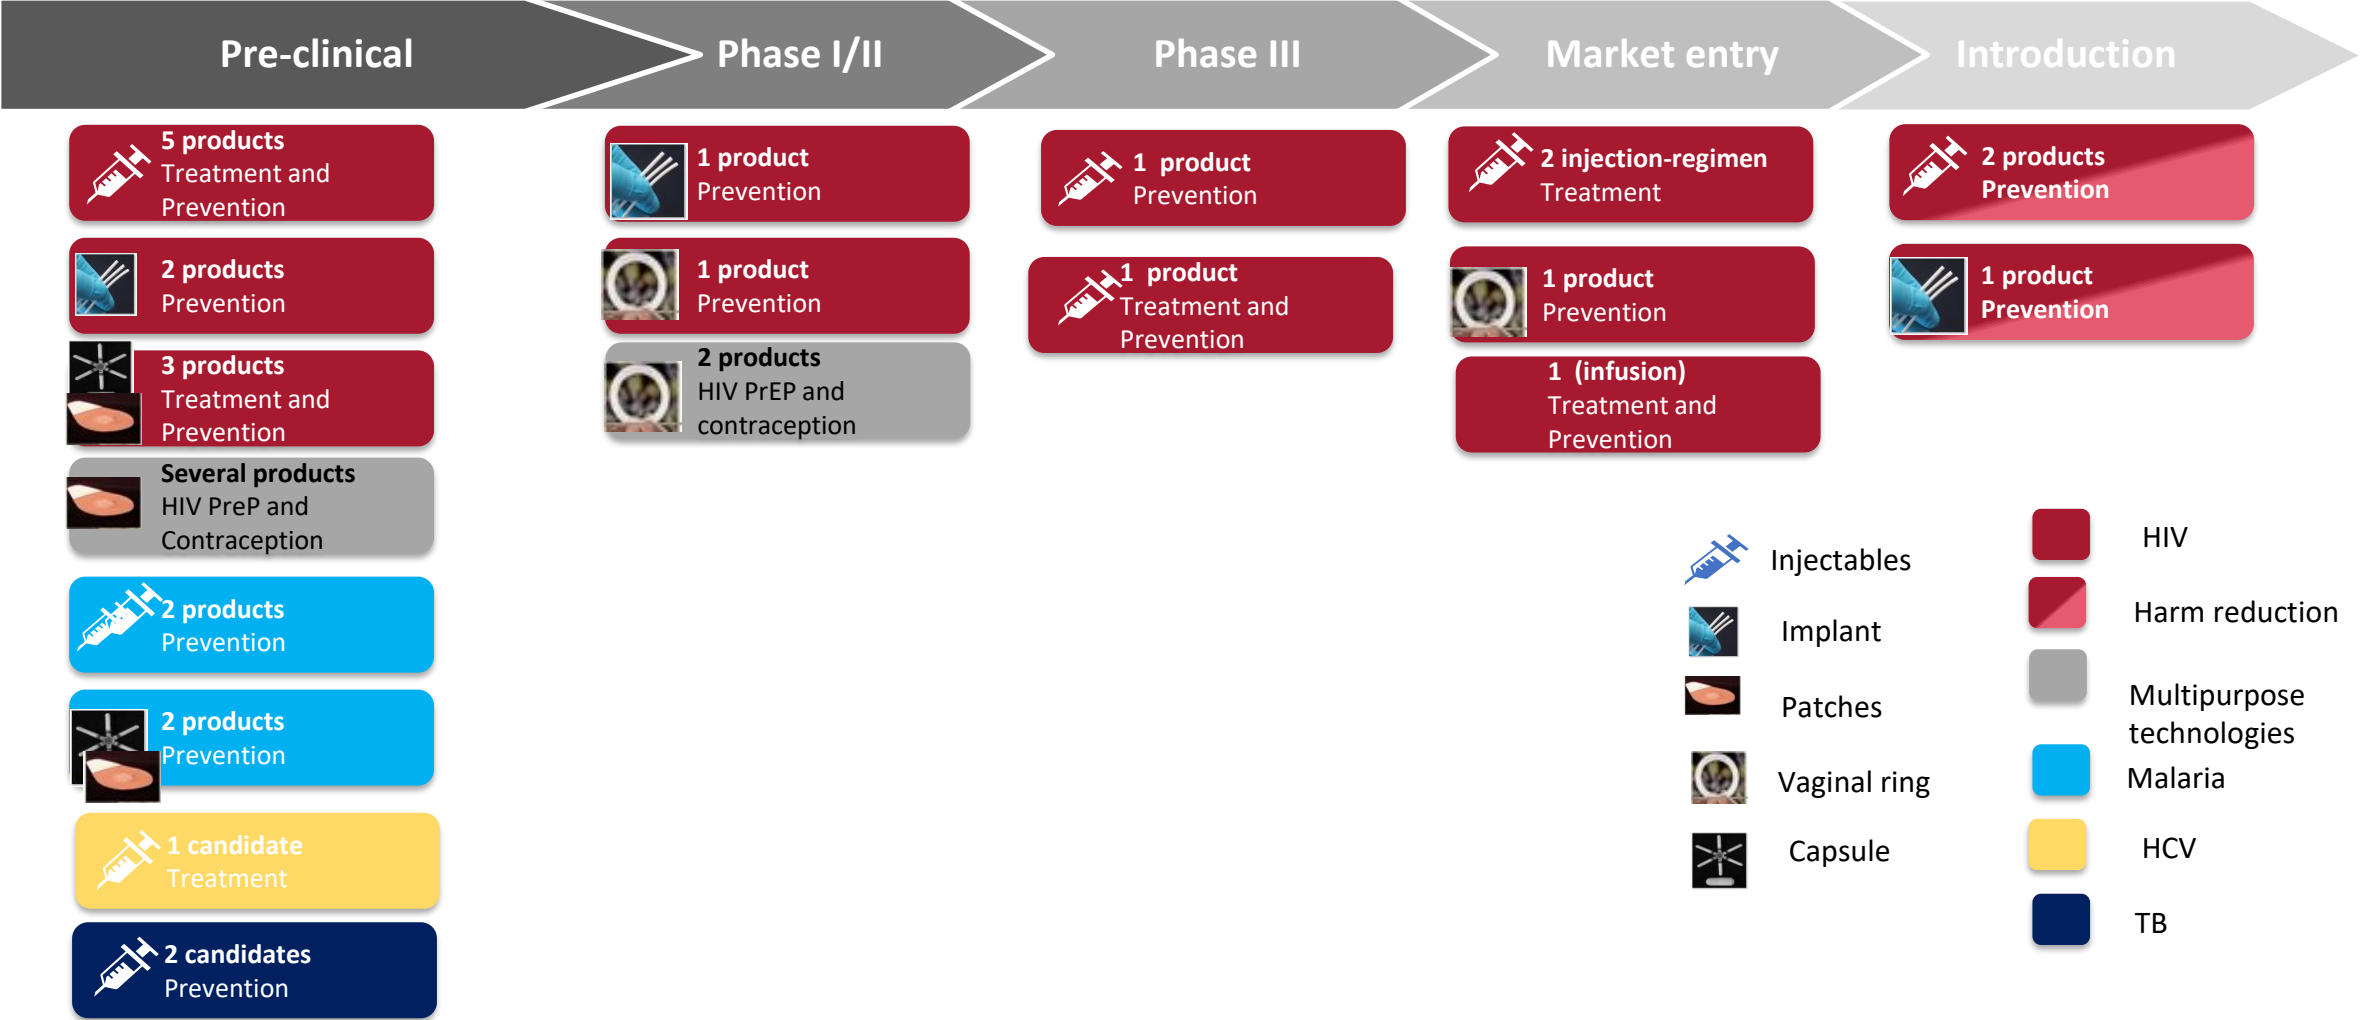 Pre-clinical
Phase I/II
Phase III
Market entry
Introduction
5 products
Treatment and
Prevention
2 products
Prevention
3 products
Treatment and
Prevention
Several products
HIV PreP and
Contraception
2 products
Prevention
2 products
Prevention
1 candidate
Treatment
2 candidates
Prevention
1 product
Prevention
1 product
Prevention
2 products
HIV PrEP and
contraception
1 product
Prevention
1 product
Treatment and
Prevention
2 injection-regimen
Treatment
1 product
Prevention
1 (infusion)
Treatment and
Prevention
2 products
Prevention
1 product
Prevention
Injectables
Implant
Patches
Vaginal ring
Capsule
HIV
Harm reduction
Multipurpose
technologies
Malaria
HCV
TB